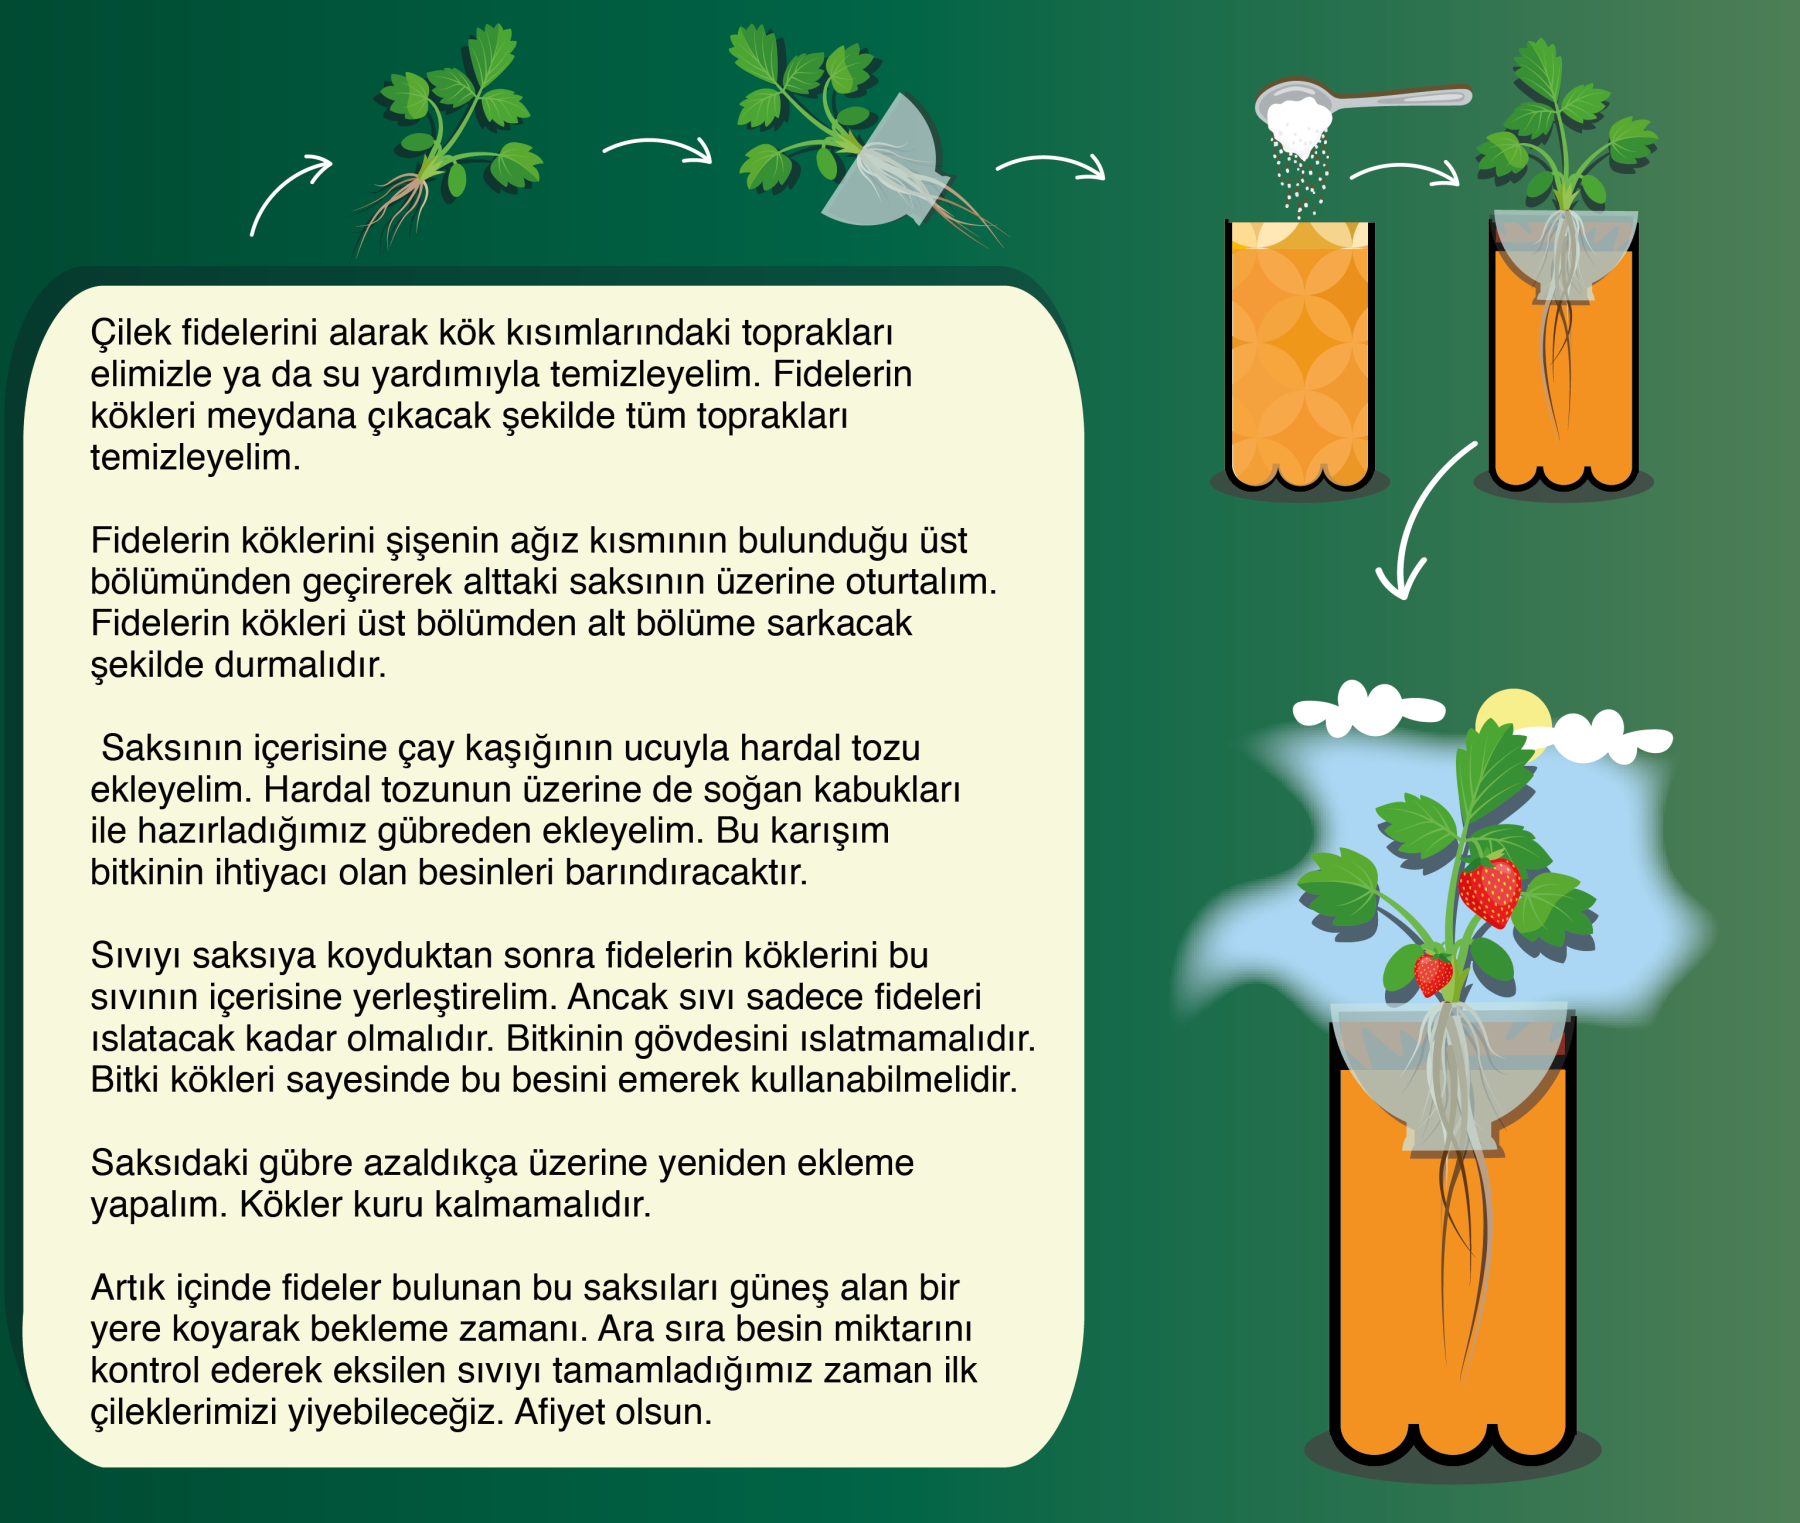 Çilek fidelerini alarak kök kısımlarındaki toprakları
elimizle ya da su yardımıyla temizleyelim. Fidelerin
kökleri meydana çıkacak şekilde tüm toprakları
temizleyelim.
Fidelerin köklerini şişenin ağız kısmının bulunduğu üst
bölümünden geçirerek alttaki saksının üzerine oturtalım.
Fidelerin kökleri üst bölümden alt bölüme sarkacak
şekilde durmalıdır.
Saksının içerisine çay kaşığının ucuyla hardal tozu
ekleyelim. Hardal tozunun üzerine de soğan kabukları
ile hazırladığımız gübreden ekleyelim. Bu karışım
bitkinin ihtiyacı olan besinleri barındıracaktır.
Sıvıyı saksıya koyduktan sonra fidelerin köklerini bu
sıvının içerisine yerleştirelim. Ancak sıvı sadece fideleri
ıslatacak kadar olmalıdır. Bitkinin gövdesini ıslatmamalıdır.
Bitki kökleri sayesinde bu besini emerek kullanabilmelidir.
Saksıdaki gübre azaldıkça üzerine yeniden ekleme
yapalım. Kökler kuru kalmamalıdır.
Artık içinde fideler bulunan bu saksıları güneş alan bir
yere koyarak bekleme zamanı. Ara sıra besin miktarını
kontrol ederek eksilen sıvıyı tamamladığımız zaman ilk
çileklerimizi yiyebileceğiz. Afiyet olsun.